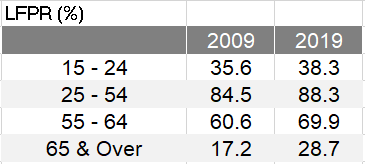 LFPR (%)
2009 2019
15 - 24 35.6 38.3
25 - 54 84.5 88.3
55 - 64 60.6 69.9
65 & Over 17.2 28.7